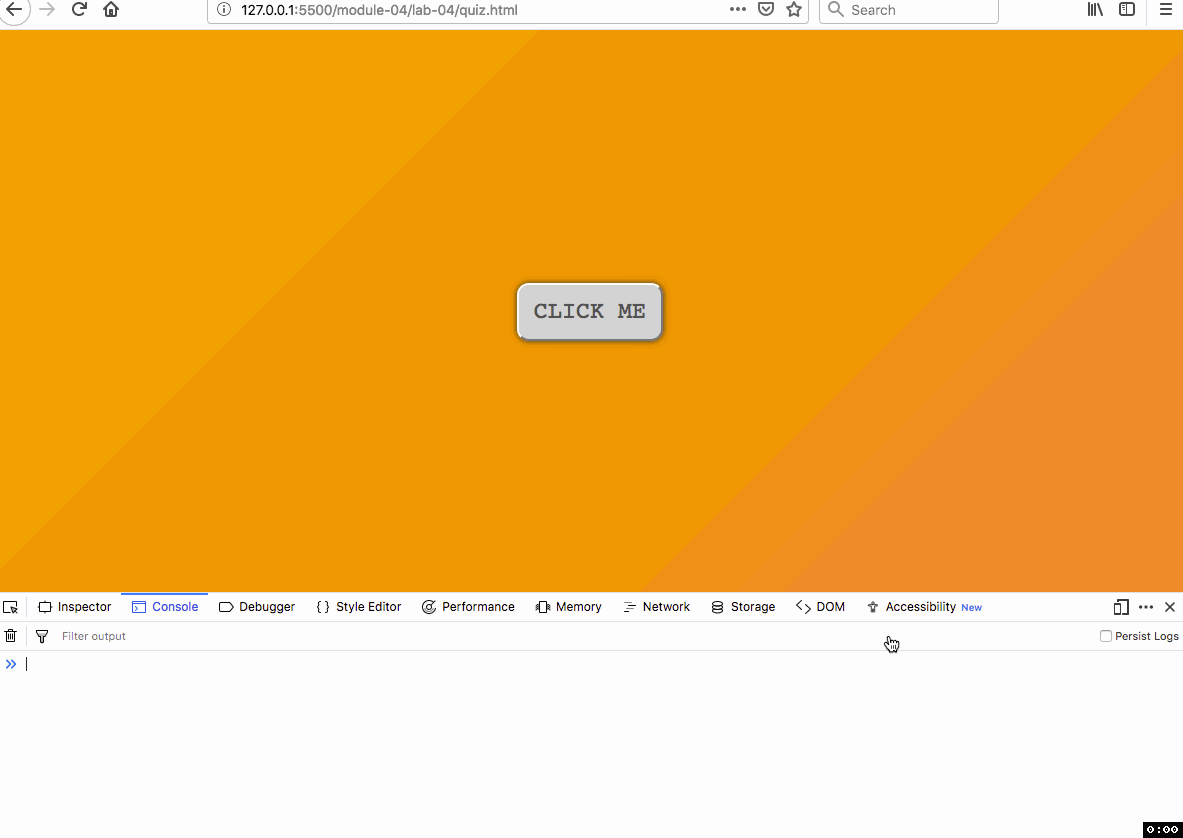 127.0.0.1:5500/module-04/lab-04/quiz.html Search
CLICK ME
Inspector Console Debugger {} Style Editor Performance Memory Network Storage DOM Accessibility New
Filter output Persist Logs
0:00